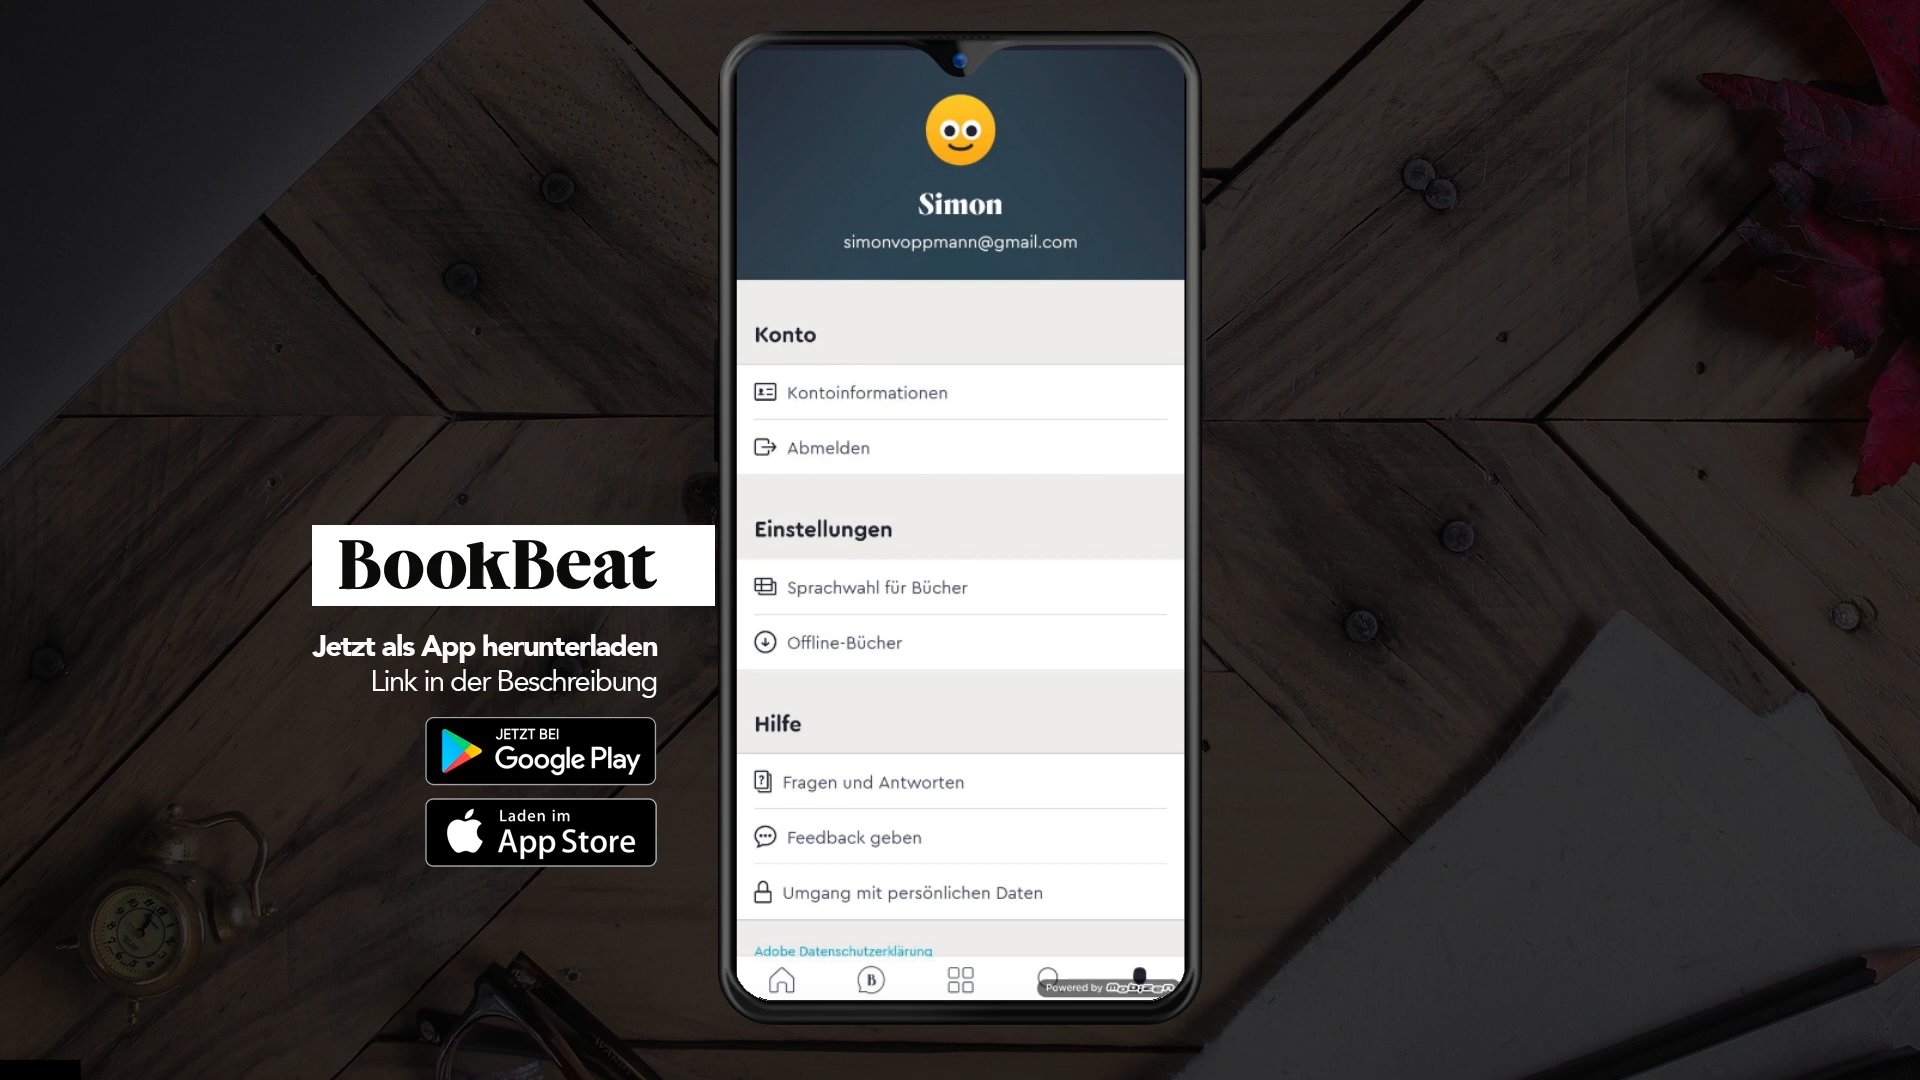 Simon
simonvoppmann@gmail.com
Konto
Kontoinformationen
Abmelden
Einstellungen
Sprachwahl für Bücher
Offline-Bücher
Hilfe
Fragen und Antworten
Feedback geben
Umgang mit persönlichen Daten
Adobe Datenschutzerklärung
B
Powered by Mobizen
BookBeat
Jetzt als App herunterladen
Link in der Beschreibung
JETZT BEI
Google Play
Laden im
App Store